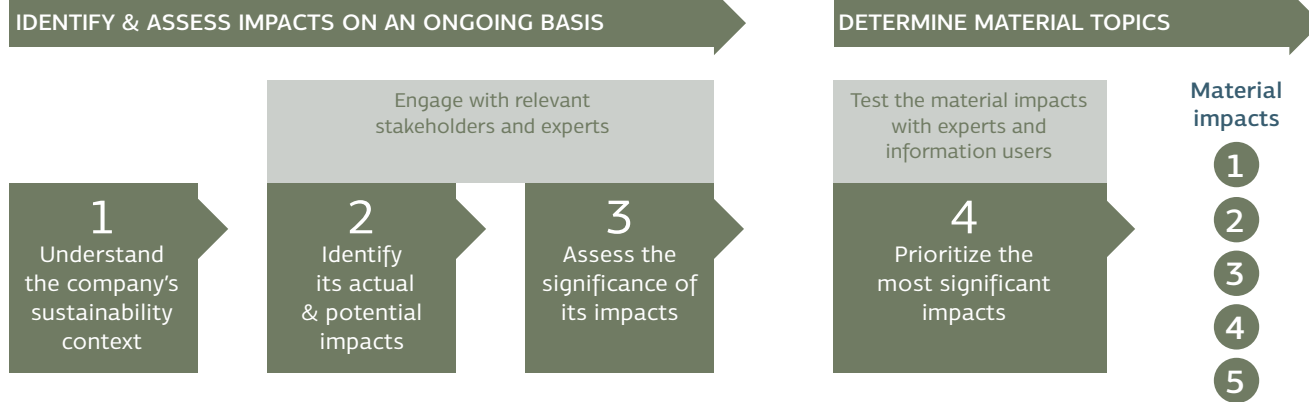 IDENTIFY & ASSESS IMPACTS ON AN ONGOING BASIS
DETERMINE MATERIAL TOPICS
Engage with relevant
stakeholders and experts
Test the material impacts
with experts and
information users
Material
impacts
1
Understand
the company's
sustainability
context
2
Identify
its actual
& potential
impacts
3
Assess the
significance of
its impacts
4
Prioritize the
most significant
impacts
1
2
3
4
5